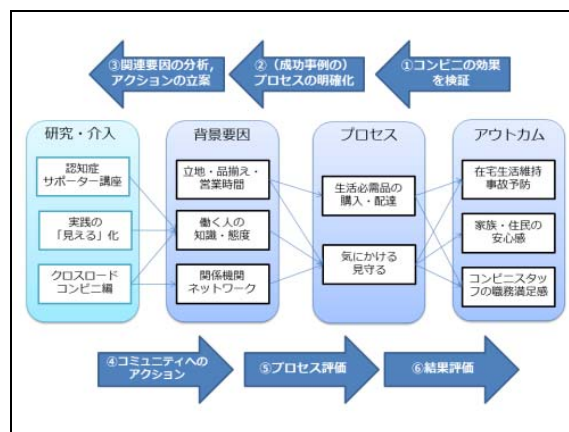 ③関連要因の分析,
アクションの立案
②（成功事例の）
プロセスの明確化
①コンビニの効果
を検証
研究・介入
認知症
サポーター講座
実践の
「見える」化
クロスロード
コンビニ編
背景要因
立地・品揃え・
営業時間
働く人の
知識・態度
関係機関
ネットワーク
プロセス
生活必需品の
購入・配達
気にかける
見守る
アウトカム
在宅生活維持
事故予防
家族・住民の
安心感
コンビニスタッ
フの職務満足感
④コミュニティへの
アクション
⑤プロセス評価
⑥結果評価